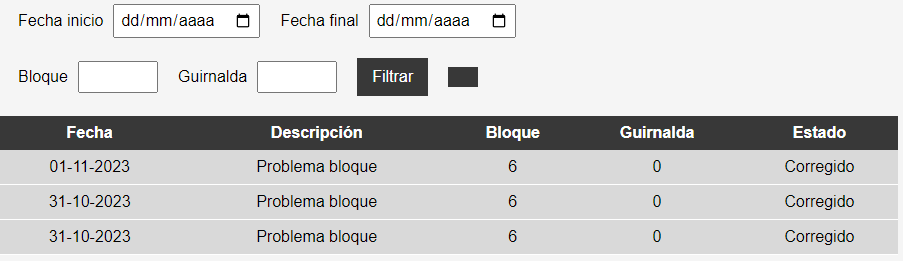 Fecha inicio dd/mm/aaaa Fecha final dd/mm/aaaa
Bloque Guirnalda Filtrar
Fecha Descripción Bloque Guirnalda Estado
01-11-2023 Problema bloque 6 0 Corregido
31-10-2023 Problema bloque 6 0 Corregido
31-10-2023 Problema bloque 6 0 Corregido